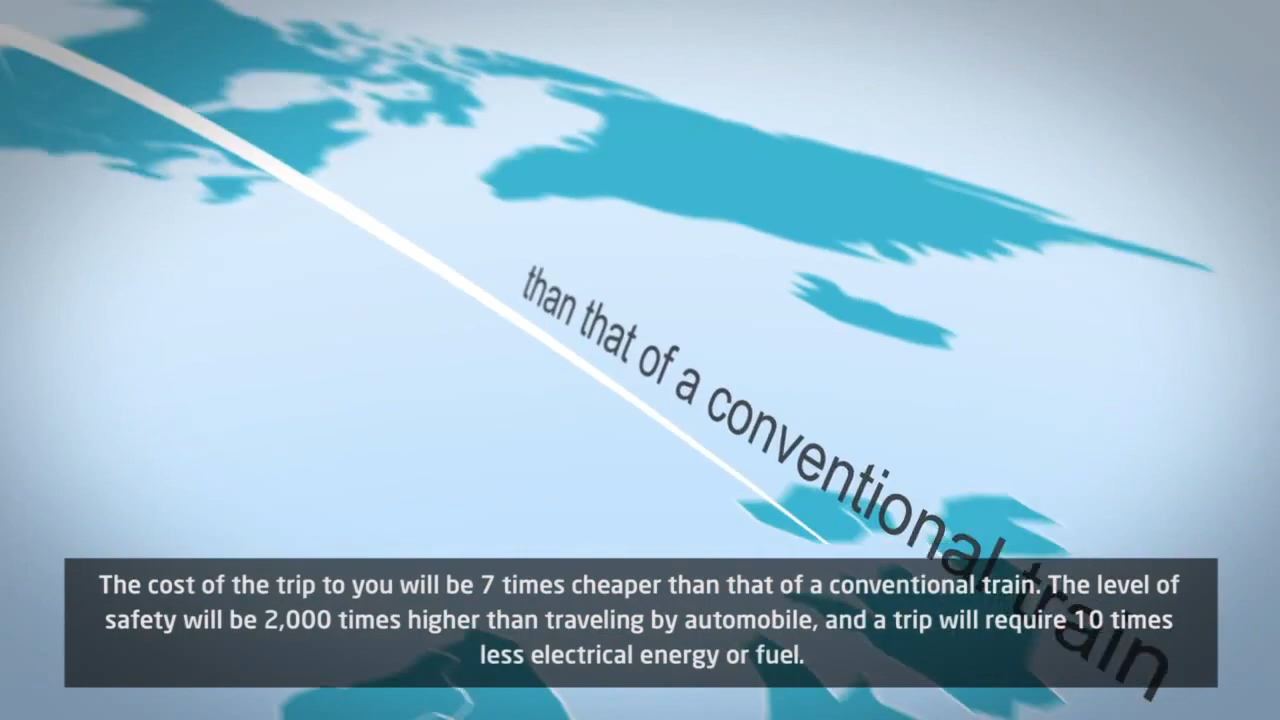 than that of a conventional train
The cost of the trip to you will be 7 times cheaper than that of a conventional train. The level of
safety will be 2,000 times higher than traveling by automobile, and a trip will require 10 times
less electrical energy or fuel.